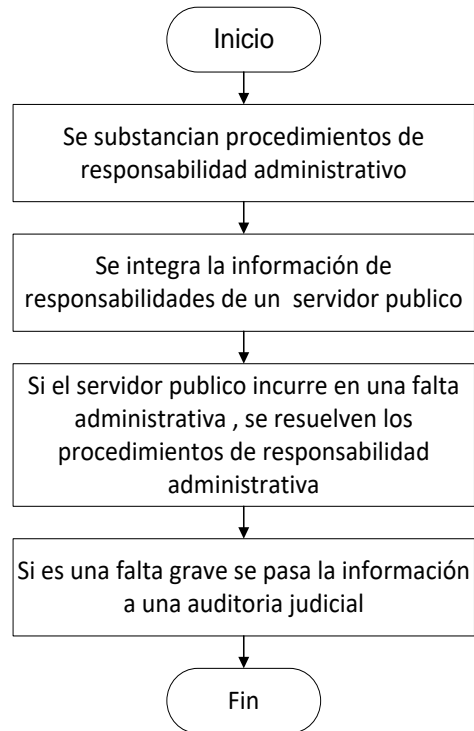 Inicio
Se substancian procedimientos de
responsabilidad administrativo
Se integra la información de
responsabilidades de un servidor publico
Si el servidor publico incurre en una falta
administrativa , se resuelven los
procedimientos de responsabilidad
administrativa
Si es una falta grave se pasa la información
a una auditoria judicial
Fin